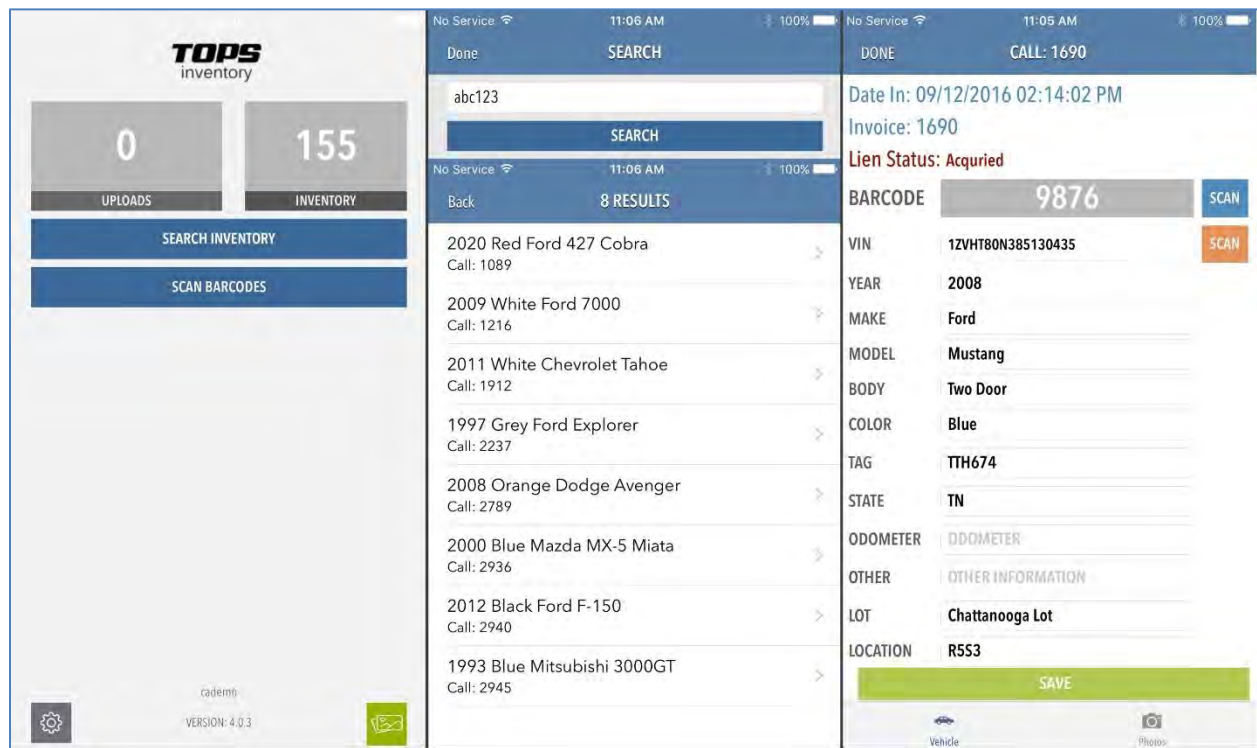 TOPS
inventory
0
155
UPLOADS
INVENTORY
SEARCH INVENTORY
SCAN BARCODES
cademo
VERSION: 4.0.3
No Service 11:06 AM 100%
Done SEARCH
abc123
SEARCH
No Service 11:06 AM 100%
Back 8 RESULTS
2020 Red Ford 427 Cobra
Call: 1089
2009 White Ford 7000
Call: 1216
2011 White Chevrolet Tahoe
Call: 1912
1997 Grey Ford Explorer
Call: 2237
2008 Orange Dodge Avenger
Call: 2789
2000 Blue Mazda MX-5 Miata
Call: 2936
2012 Black Ford F-150
Call: 2940
1993 Blue Mitsubishi 3000GT
Call: 2945
No Service 11:05 AM 100%
DONE CALL: 1690
Date In: 09/12/2016 02:14:02 PM
Invoice: 1690
Lien Status: Acquried
BARCODE 9876 SCAN
VIN 1ZVHT80N385130435 SCAN
YEAR 2008
MAKE Ford
MODEL Mustang
BODY Two Door
COLOR Blue
TAG TTH674
STATE TN
ODOMETER ODOMETER
OTHER OTHER INFORMATION
LOT Chattanooga Lot
LOCATION R5S3
SAVE
Vehicle Photos